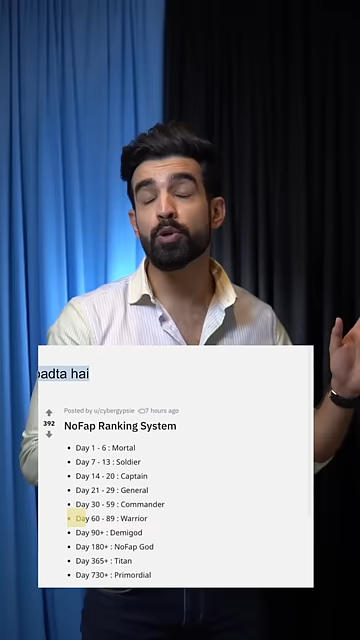 padta hai
Posted by u/cybergypsie 7 hours ago
392
NoFap Ranking System
Day 1 - 6 : Mortal
Day 7 - 13 : Soldier
Day 14 - 20 : Captain
Day 21 - 29 : General
Day 30 - 59 : Commander
Day 60 - 89 : Warrior
Day 90+ : Demigod
Day 180+ : NoFap God
Day 365+ : Titan
Day 730+ : Primordial